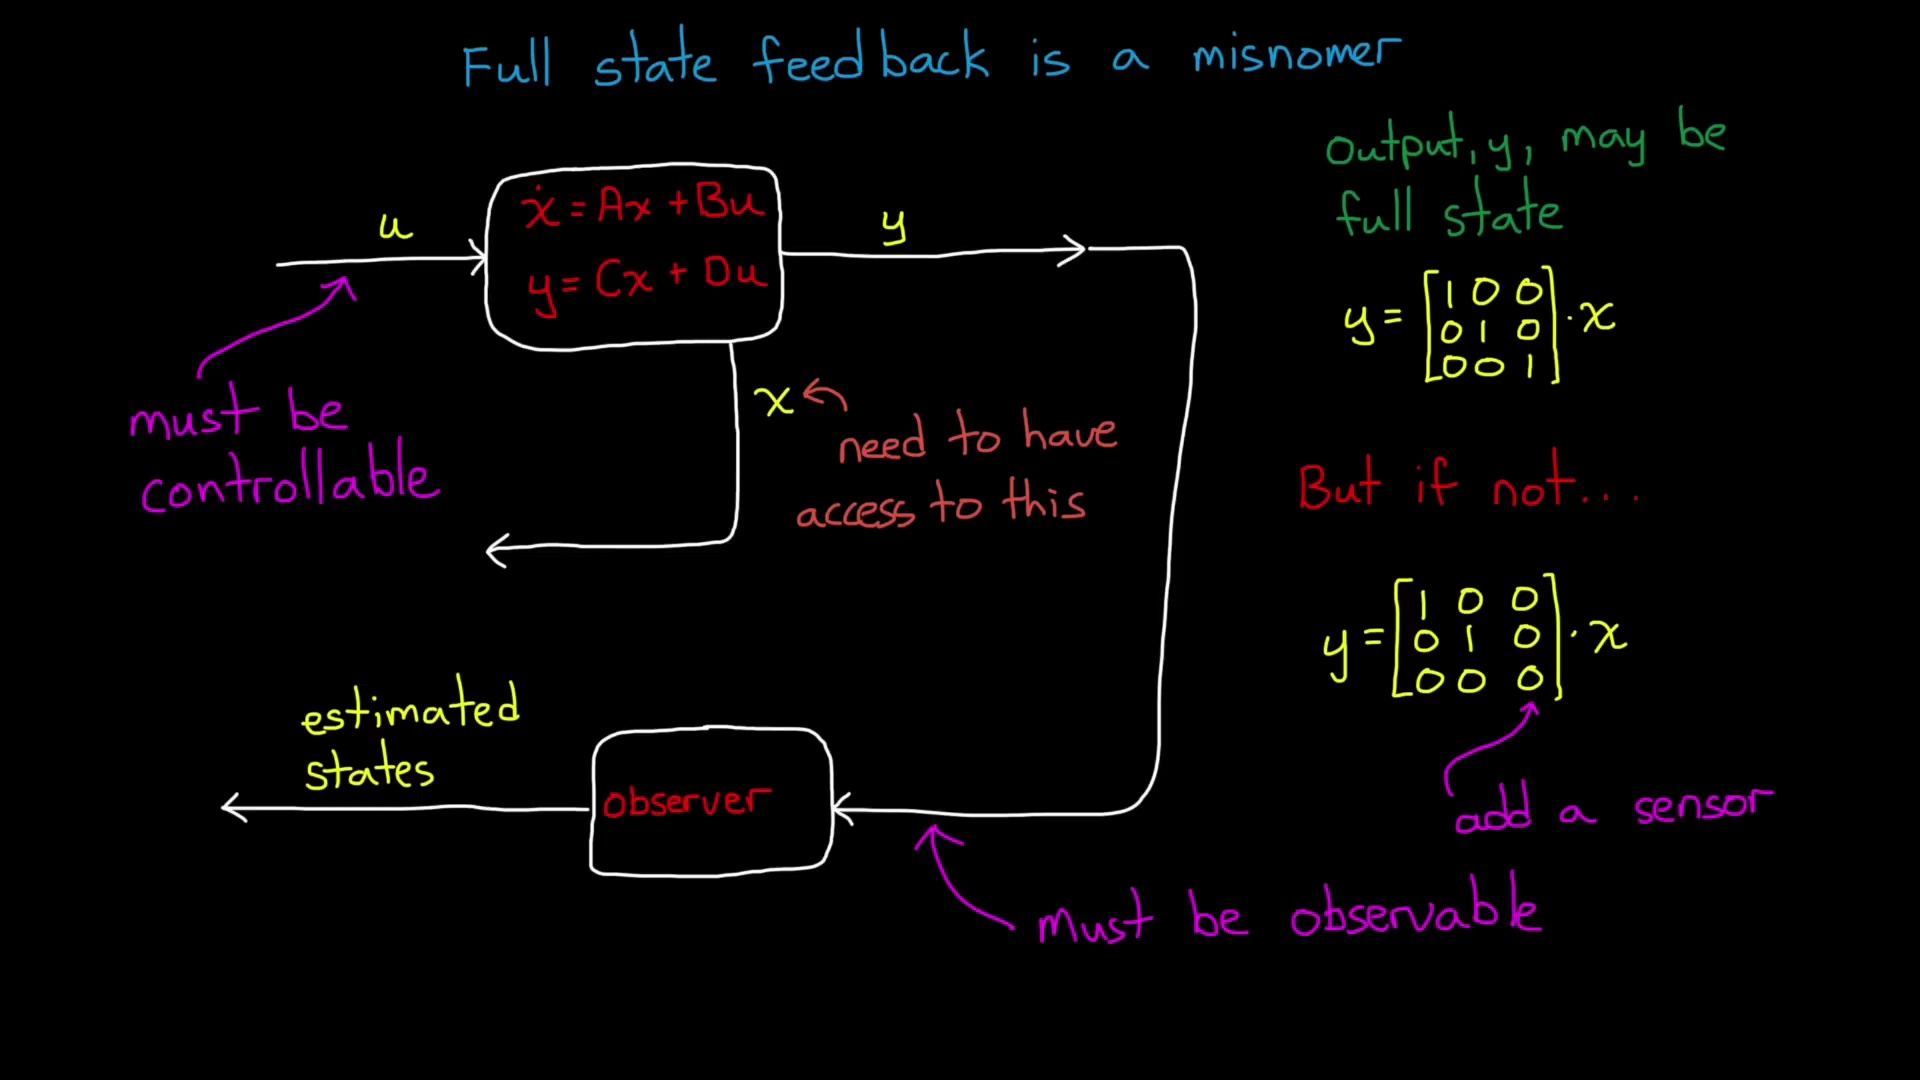 Full state feedback is a misnomer
u
ẋ = Ax + Bu
y = Cx + Du
y
must be
controllable
x
need to have
access to this
output, y, may be
full state
y = [1 0 0
0 1 0
0 0 1] · x
But if not...
y = [1 0 0
0 1 0
0 0 0] · x
add a sensor
estimated
states
observer
must be observable